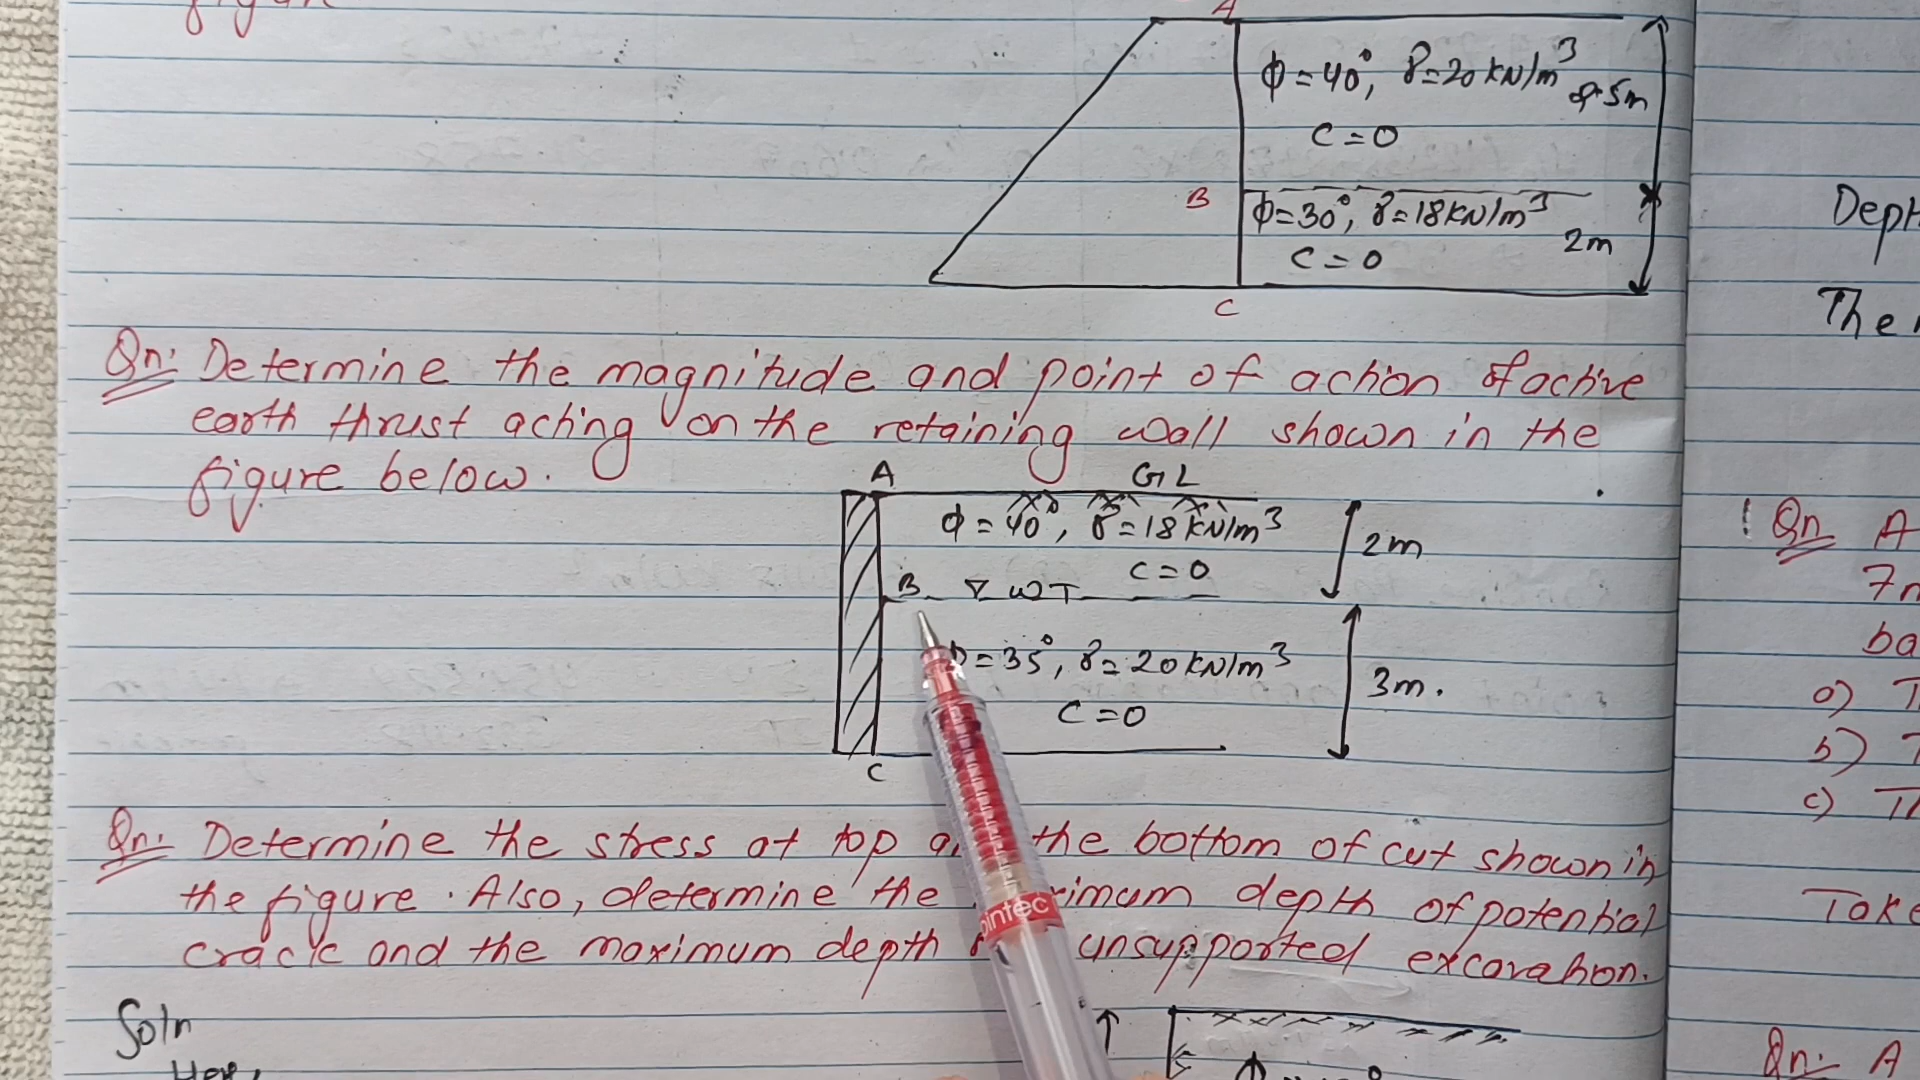 A
ϕ=40°, γ=20 kN/m³
C=0
B
ϕ=30°, γ=18 kN/m³
2m
C=0
C
Qn: Determine the magnitude and point of action of active
earth thrust acting on the retaining wall shown in the
figure below.
A
GL
ϕ=40°, γ=18 kN/m³
2m
C=0
B
WT
=35°, γ=20 kN/m³
3m.
C=0
C
Qn: Determine the stress at top the bottom of cut shown in
the figure. Also, determine the depth of potential
crack and the maximum depth unsupported excavation.
Soln
Here,
intec
The
Qn A
7m
a)
b)
c)
Take
Qn: A